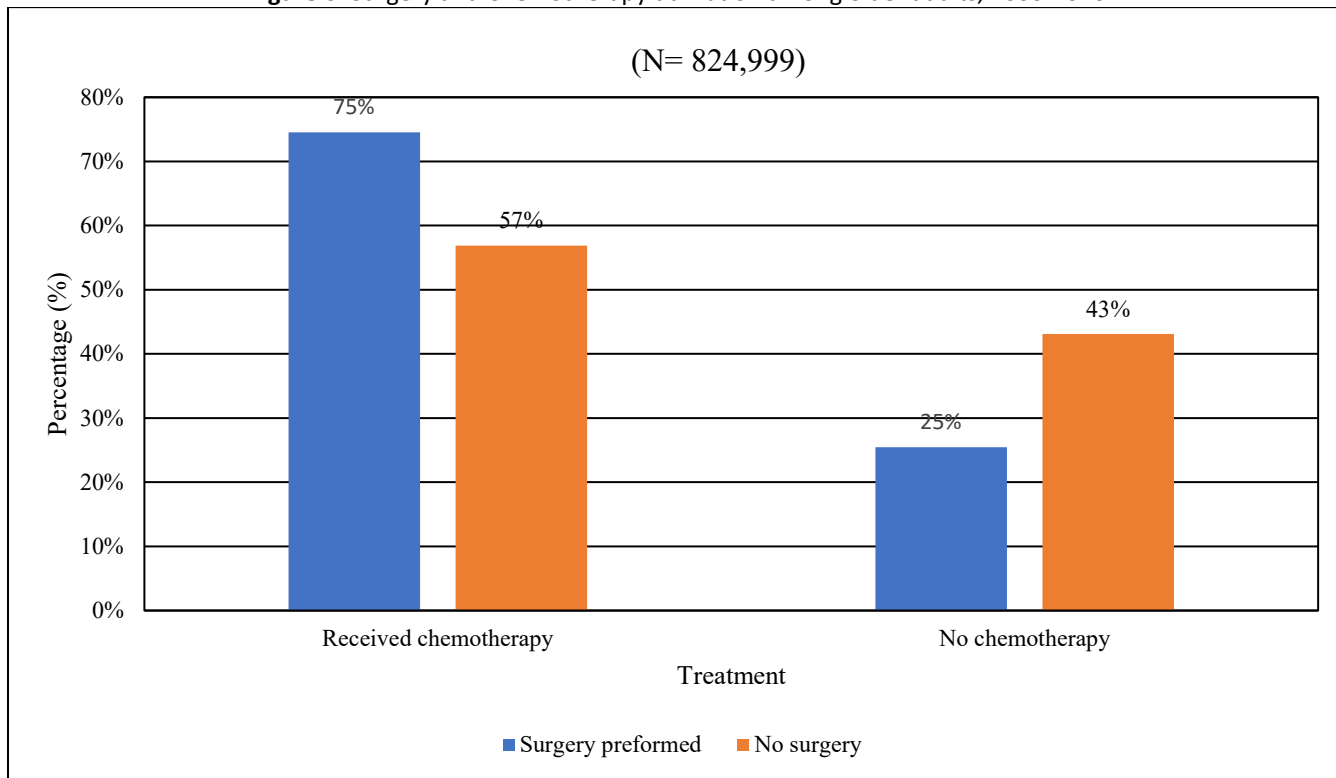 (N= 824,999)
80%
75%
70%
60%
57%
50%
43%
40%
30%
25%
20%
10%
0%
Percentage (%)
Received chemotherapy
No chemotherapy
Treatment
Surgery preformed
No surgery